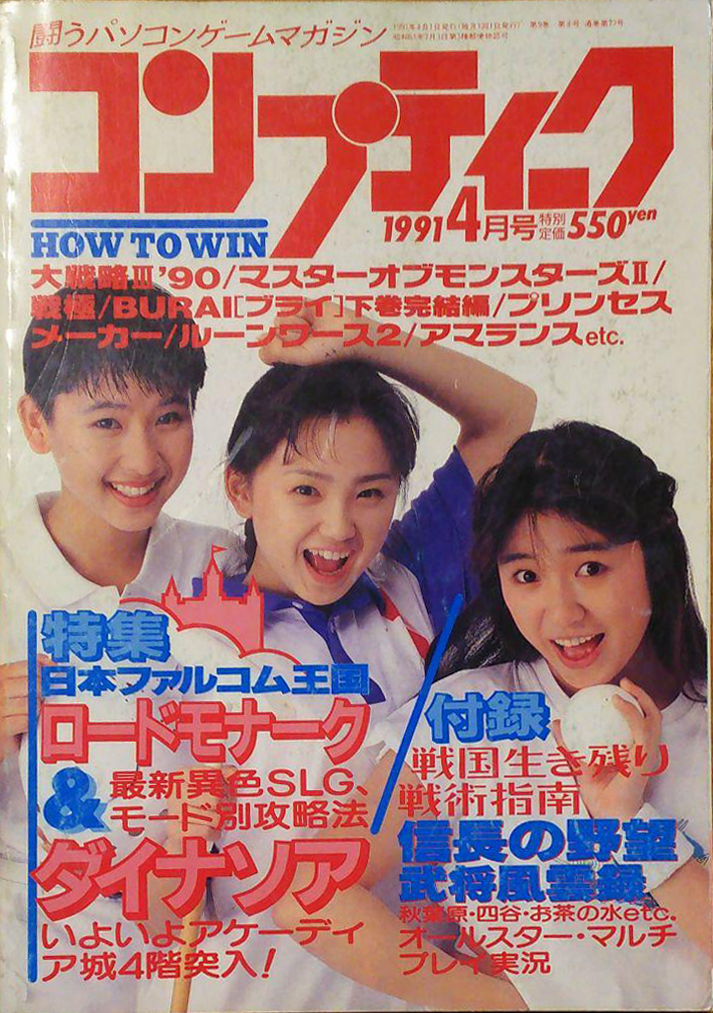 闘うパソコンゲームマガジン
コンプティーク
1991 4月号 特別定価 550yen
HOW TO WIN
大戦略III'90/マスターオブモンスターズII/
戦極/BURAI[ブライ]下巻完結編/プリンセス
メーカー/ルーンワース2/アマランスetc.
特集
日本ファルコム王国
ロードモナーク
&最新異色SLG、
モード別攻略法
ダイナソア
いよいよアケーディ
ア城4階突入!
付録
戦国生き残り
戦術指南
信長の野望
武将風雲録
秋葉原・四谷・お茶の水etc.
オールスター・マルチ
プレイ実況